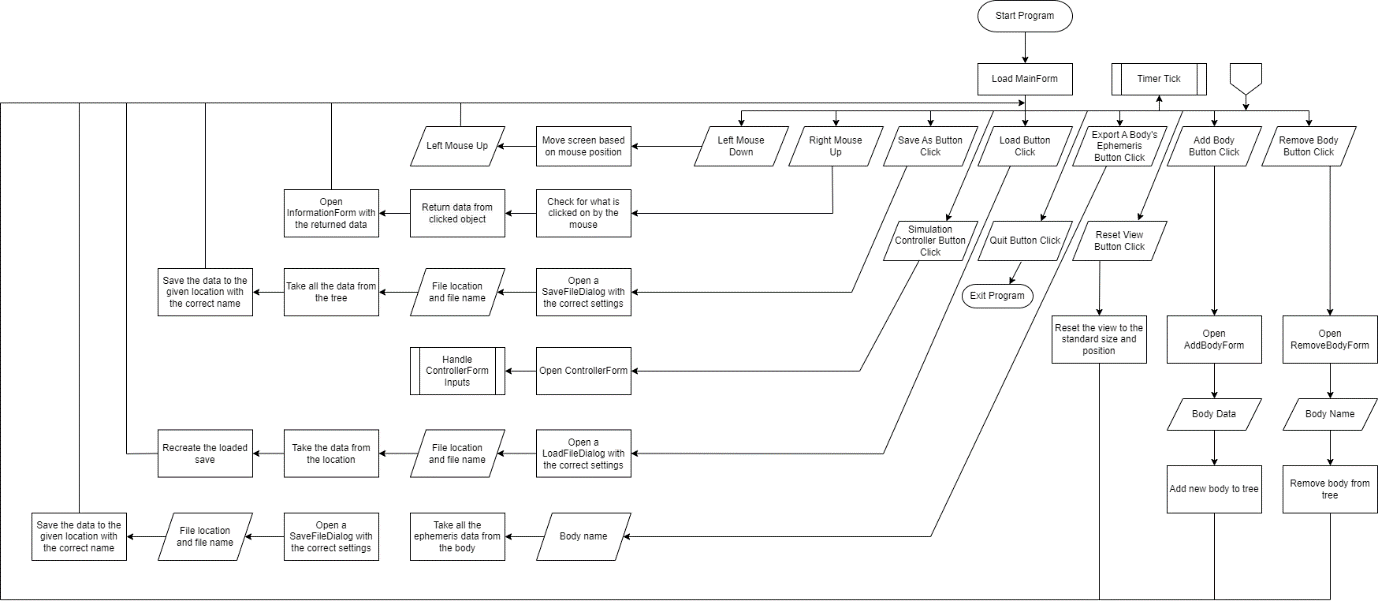 Start Program
Load MainForm
Timer Tick
Left Mouse Up
Move screen based
on mouse position
Left Mouse
Down
Right Mouse
Up
Save As Button
Click
Load Button
Click
Export A Body's
Ephemeris
Button Click
Add Body
Button Click
Remove Body
Button Click
Open
InformationForm with
the returned data
Return data from
clicked object
Check for what is
clicked on by the
mouse
Simulation
Controller Button
Click
Quit Button Click
Reset View
Button Click
Save the data to the
given location with
the correct name
Take all the data from
the tree
File location
and file name
Open a
SaveFileDialog with
the correct settings
Exit Program
Reset the view to the
standard size and
position
Open
AddBodyForm
Open
RemoveBodyForm
Handle
ControllerForm
Inputs
Open ControllerForm
Body Data
Body Name
Recreate the loaded
save
Take the data from
the location
File location
and file name
Open a
LoadFileDialog with
the correct settings
Add new body to tree
Remove body from
tree
Save the data to the
given location with
the correct name
File location
and file name
Open a
SaveFileDialog with
the correct settings
Take all the
ephemeris data from
the body
Body name